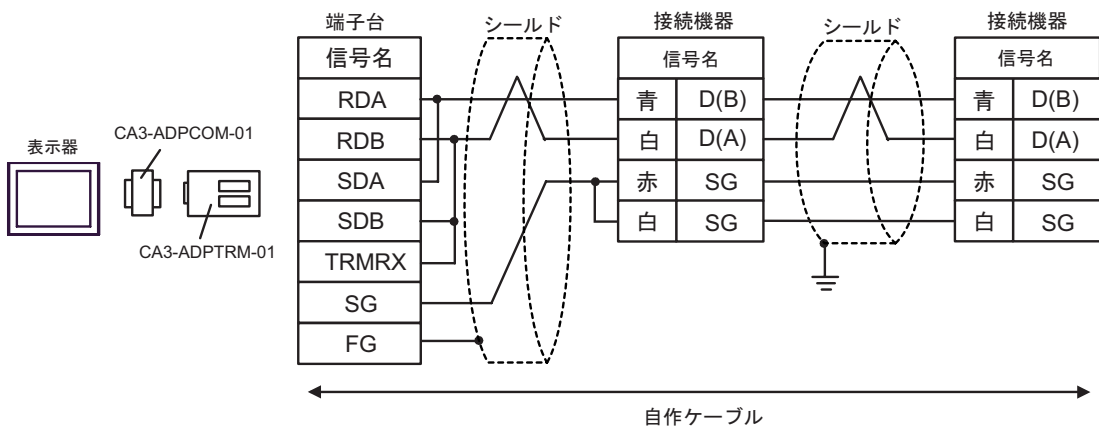 端子台
シールド
接続機器
シールド
接続機器
信号名
信号名
信号名
RDA
青 D(B)
青 D(B)
CA3-ADPCOM-01
RDB
白 D(A)
白 D(A)
表示器
SDA
赤 SG
赤 SG
SDB
白 SG
白 SG
CA3-ADPTRM-01
TRMRX
SG
FG
自作ケーブル